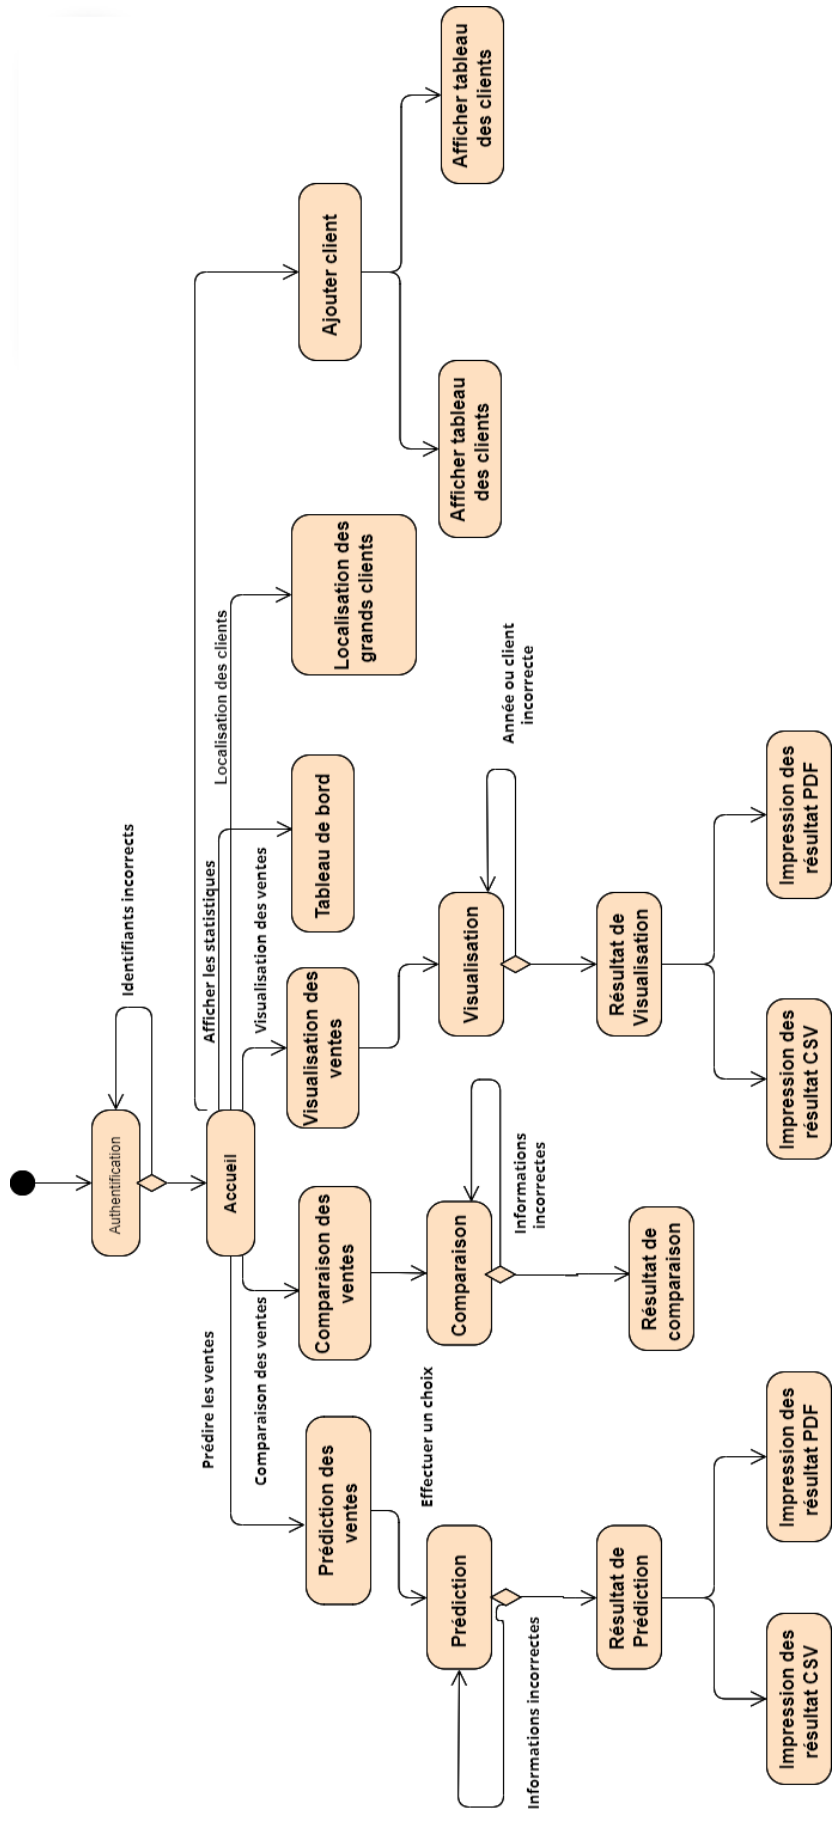 Authentification
Identifiants incorrects
Accueil
Prédire les ventes
Comparaison des ventes
Visualisation des ventes
Afficher les statistiques
Localisation des clients
Prédiction des
ventes
Comparaison des
ventes
Visualisation des
ventes
Tableau de bord
Localisation des
grands clients
Ajouter client
Effectuer un choix
Prédiction
Comparaison
Visualisation
Afficher tableau
des clients
Afficher tableau
des clients
Informations incorrectes
Informations
incorrectes
Année ou client
incorrecte
Résultat de
Prédiction
Résultat de
comparaison
Résultat de
Visualisation
Impression des
résultat CSV
Impression des
résultat PDF
Impression des
résultat CSV
Impression des
résultat PDF